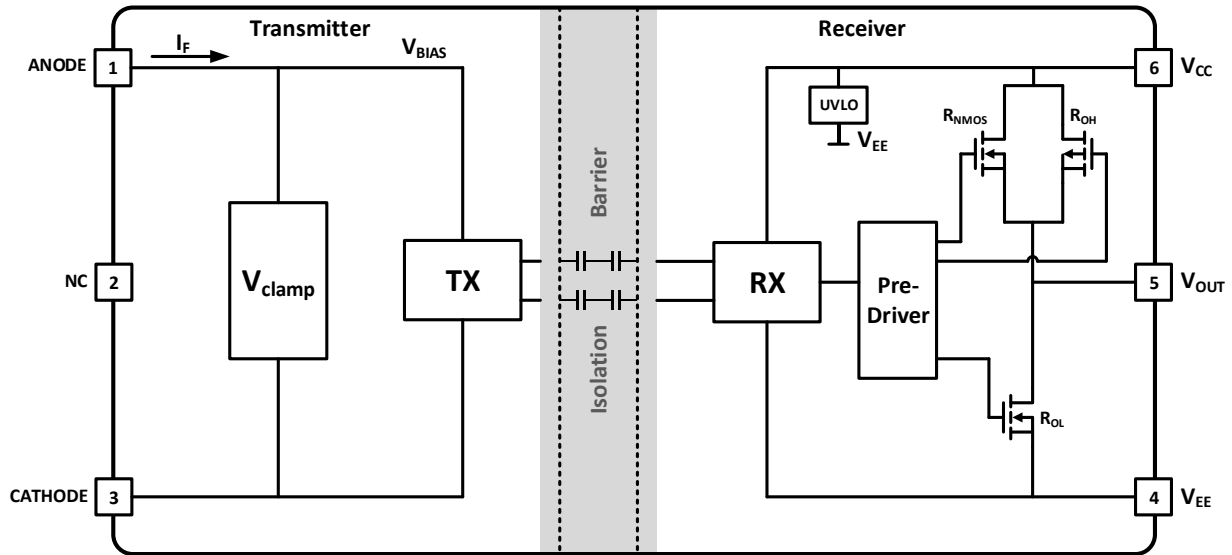 Transmitter
Receiver
I_F
V_BIAS
ANODE 1
6 V_CC
UVLO
V_EE
R_NMOS
R_OH
NC 2
V_clamp
TX
Isolation Barrier
RX
Pre-
Driver
5 V_OUT
R_OL
CATHODE 3
4 V_EE